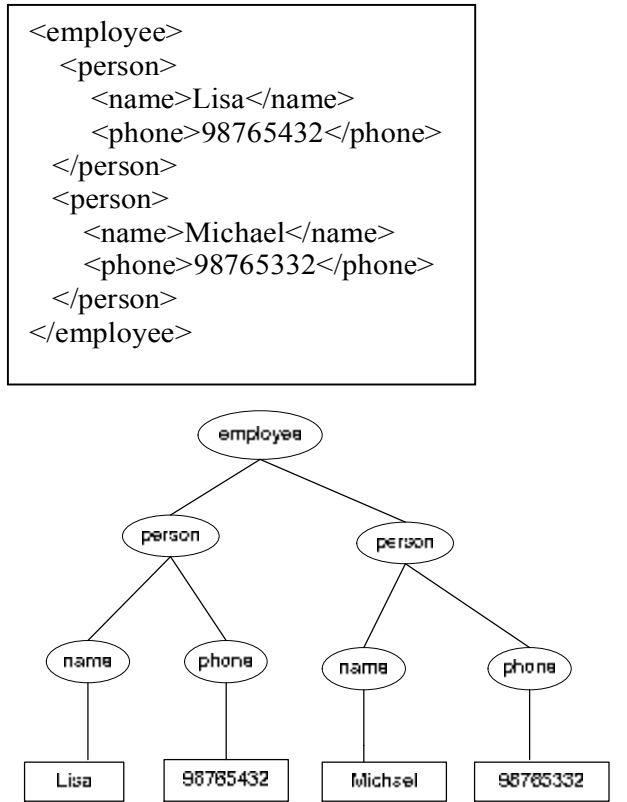 <employee>
<person>
<name>Lisa</name>
<phone>98765432</phone>
</person>
<person>
<name>Michael</name>
<phone>98765332</phone>
</person>
</employee>
employee
person person
name phone name phone
Lisa 98765432 Michael 98765332